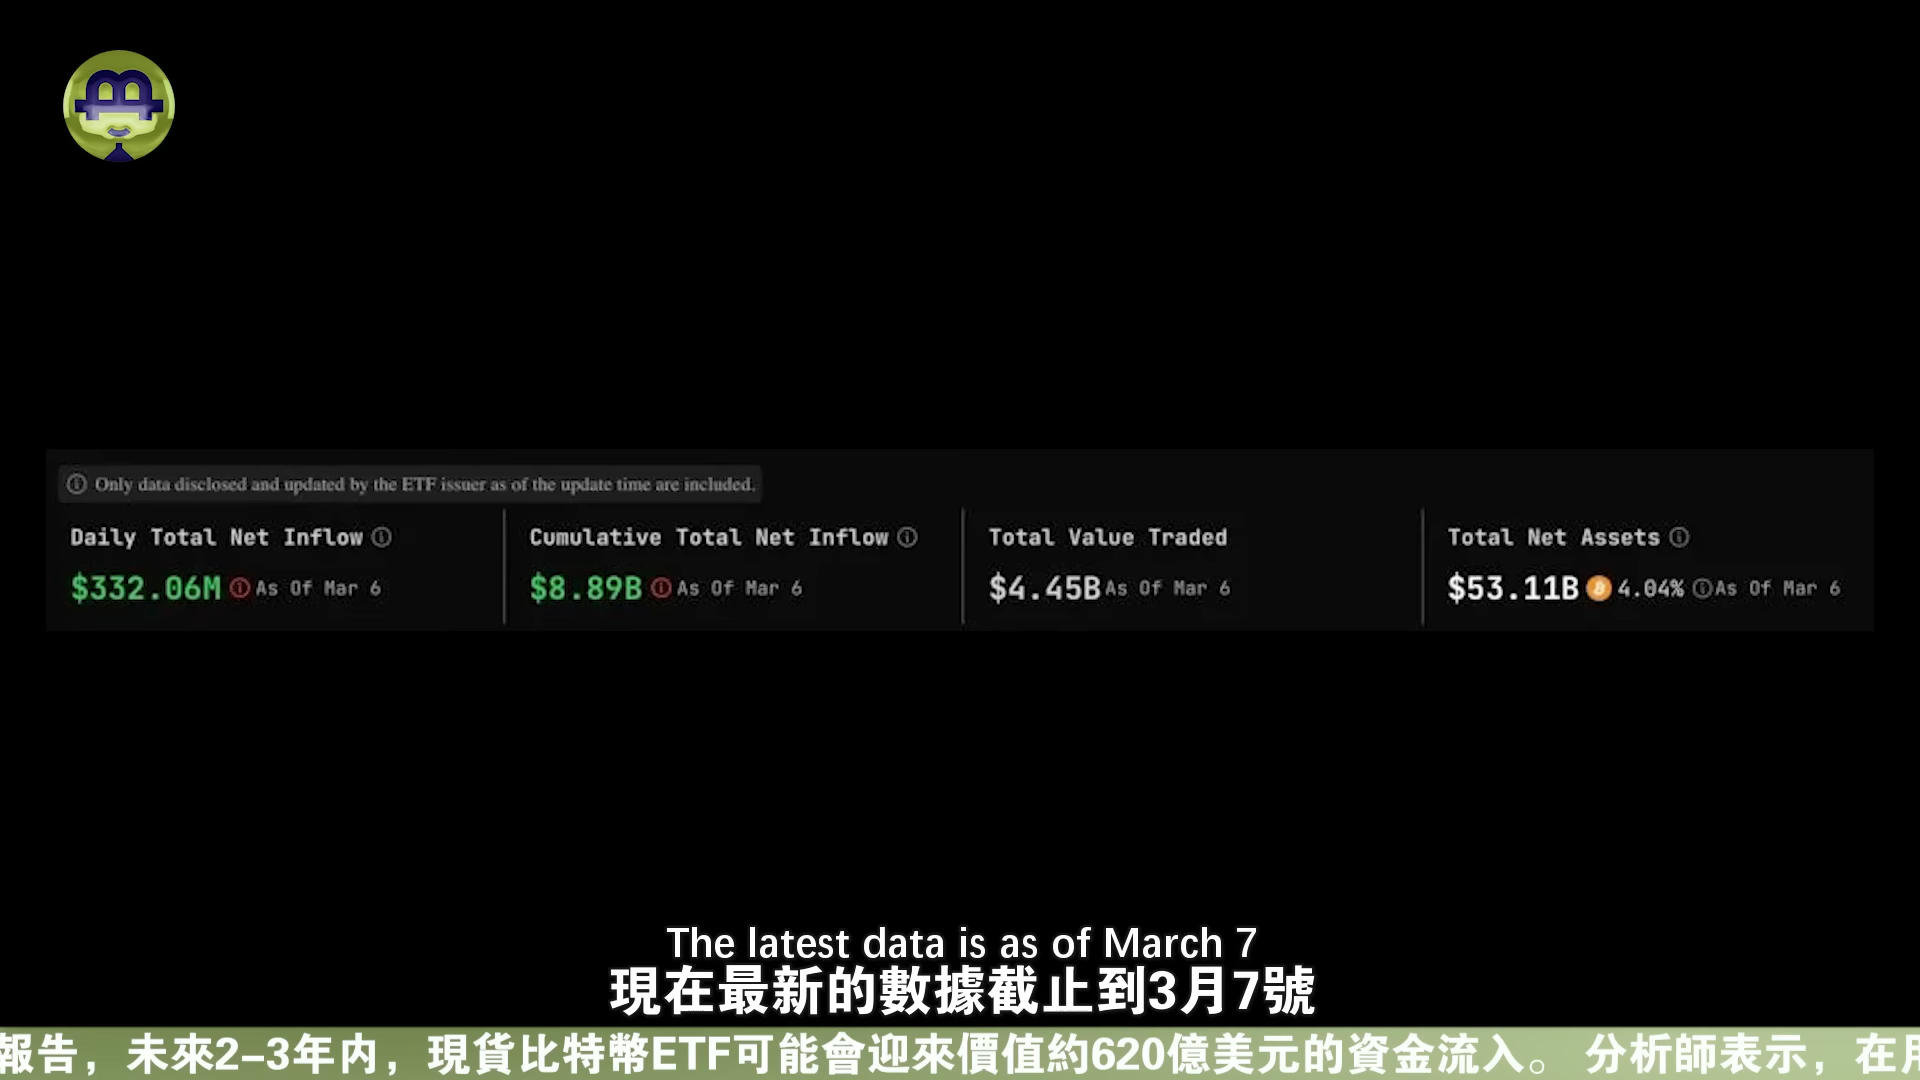 Only data disclosed and updated by the ETF issuer as of the update time are included.
Daily Total Net Inflow
$332.06M As Of Mar 6
Cumulative Total Net Inflow
$8.89B As Of Mar 6
Total Value Traded
$4.45B As Of Mar 6
Total Net Assets
$53.11B 4.04% As Of Mar 6
The latest data is as of March 7
現在最新的數據截止到3月7號
報告，未來2-3年内，現貨比特幣ETF可能會迎來價值約620億美元的資金流入。 分析師表示，在